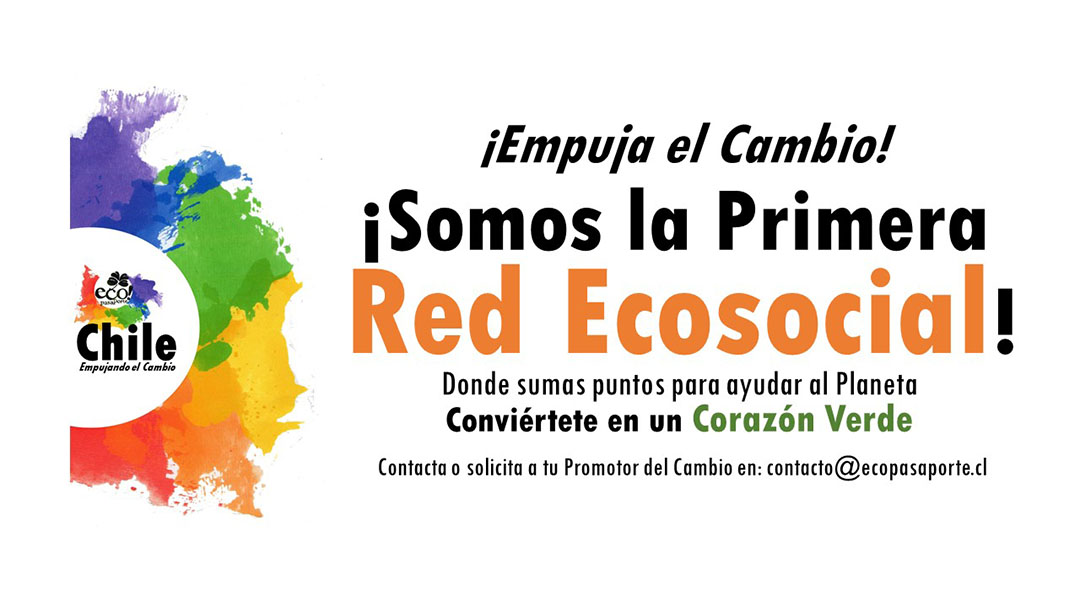 eco!
pasaporte
Chile
Empujando el Cambio
¡Empuja el Cambio!
¡Somos la Primera
Red Ecosocial!
Donde sumas puntos para ayudar al Planeta
Conviértete en un Corazón Verde
Contacta o solicita a tu Promotor del Cambio en: contacto@ecopasaporte.cl